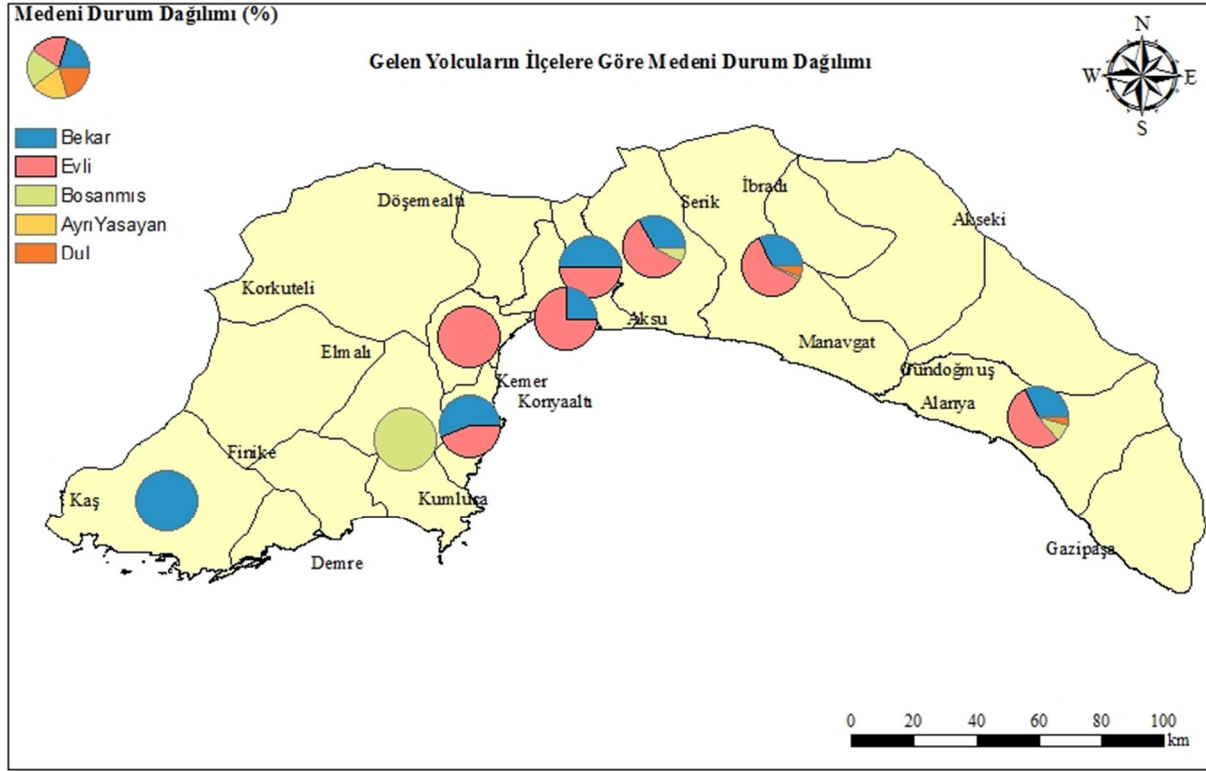 Medeni Durum Dağılımı (%)
Gelen Yolcuların İlçelere Göre Medeni Durum Dağılımı
N
W
E
S
Bekar
Evli
Bosanmıs
AyrıYasayan
Dul
Döşemealtı
Serik
İbradı
Akseki
Korkuteli
Aksu
Elmalı
Manavgat
Gündoğmuş
Kemer
Konyaaltı
Alanya
Finike
Kaş
Kumluca
Gazipaşa
Demre
0 20 40 60 80 100
km